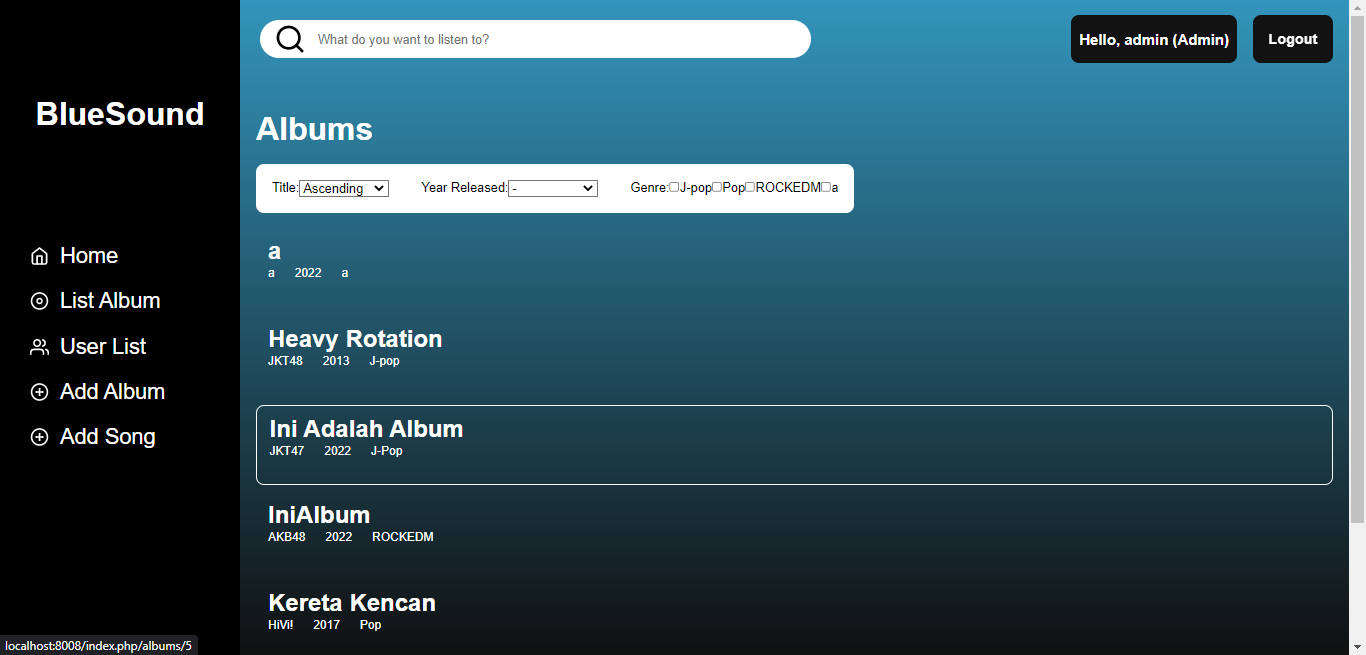 What do you want to listen to?
Hello, admin (Admin)
Logout
BlueSound
Home
List Album
User List
Add Album
Add Song
Albums
Title: Ascending Year Released: - Genre: J-pop Pop ROCKEDM a
a
a 2022 a
Heavy Rotation
JKT48 2013 J-pop
Ini Adalah Album
JKT47 2022 J-Pop
IniAlbum
AKB48 2022 ROCKEDM
Kereta Kencan
HiVi! 2017 Pop
localhost:8008/index.php/albums/5